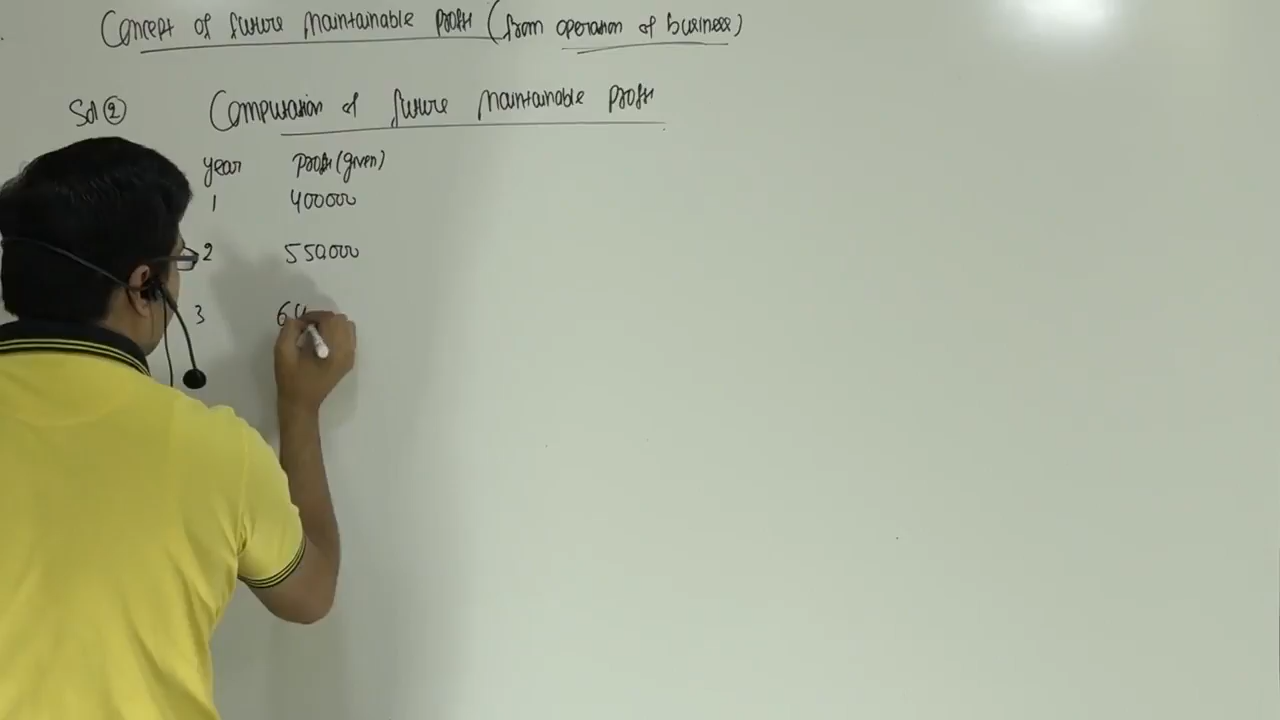 Concept of future Maintainable profit (from operation of business)
Sol ②
Computation of future Maintainable profit
year profit (given)
1 400000
2 550000
3 60